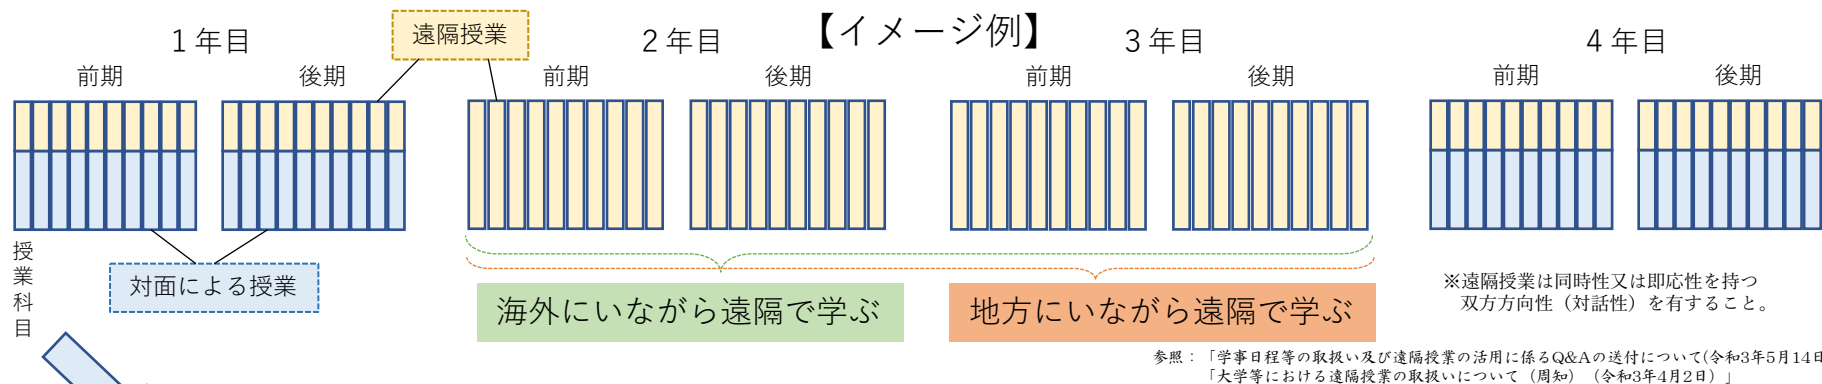 【イメージ例】
1年目
遠隔授業
2年目
3年目
4年目
前期
後期
前期
後期
前期
後期
前期
後期
授業科目
対面による授業
海外にいながら遠隔で学ぶ
地方にいながら遠隔で学ぶ
※遠隔授業は同時性又は即応性を持つ
双方方向性（対話性）を有すること。
参照：「学事日程等の取扱い及び遠隔授業の活用に係るQ&Aの送付について(令和3年5月14日
「大学等における遠隔授業の取扱いについて（周知）（令和3年4月2日）」